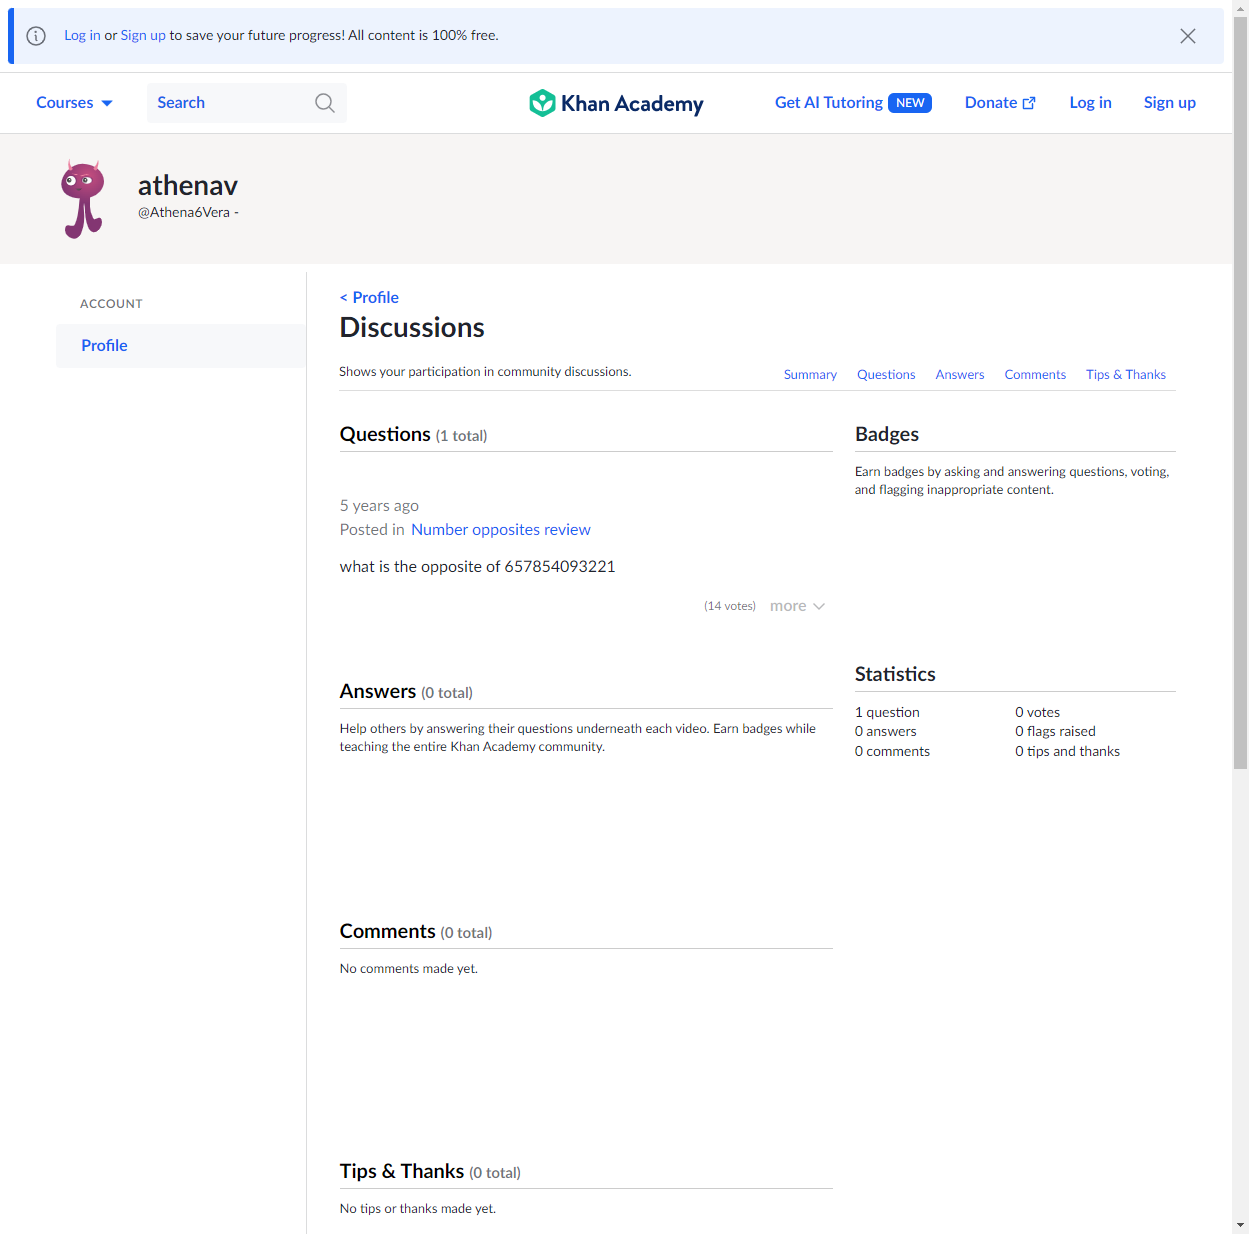 Log in or Sign up to save your future progress! All content is 100% free.
Courses
Search
Khan Academy
Get AI Tutoring NEW
Donate
Log in
Sign up
athenav
@Athena6Vera -
ACCOUNT
Profile
< Profile
Discussions
Shows your participation in community discussions.
Summary
Questions
Answers
Comments
Tips & Thanks
Questions (1 total)
5 years ago
Posted in Number opposites review
what is the opposite of 657854093221
(14 votes) more
Answers (0 total)
Help others by answering their questions underneath each video. Earn badges while
teaching the entire Khan Academy community.
Comments (0 total)
No comments made yet.
Tips & Thanks (0 total)
No tips or thanks made yet.
Badges
Earn badges by asking and answering questions, voting,
and flagging inappropriate content.
Statistics
1 question
0 votes
0 answers
0 flags raised
0 comments
0 tips and thanks